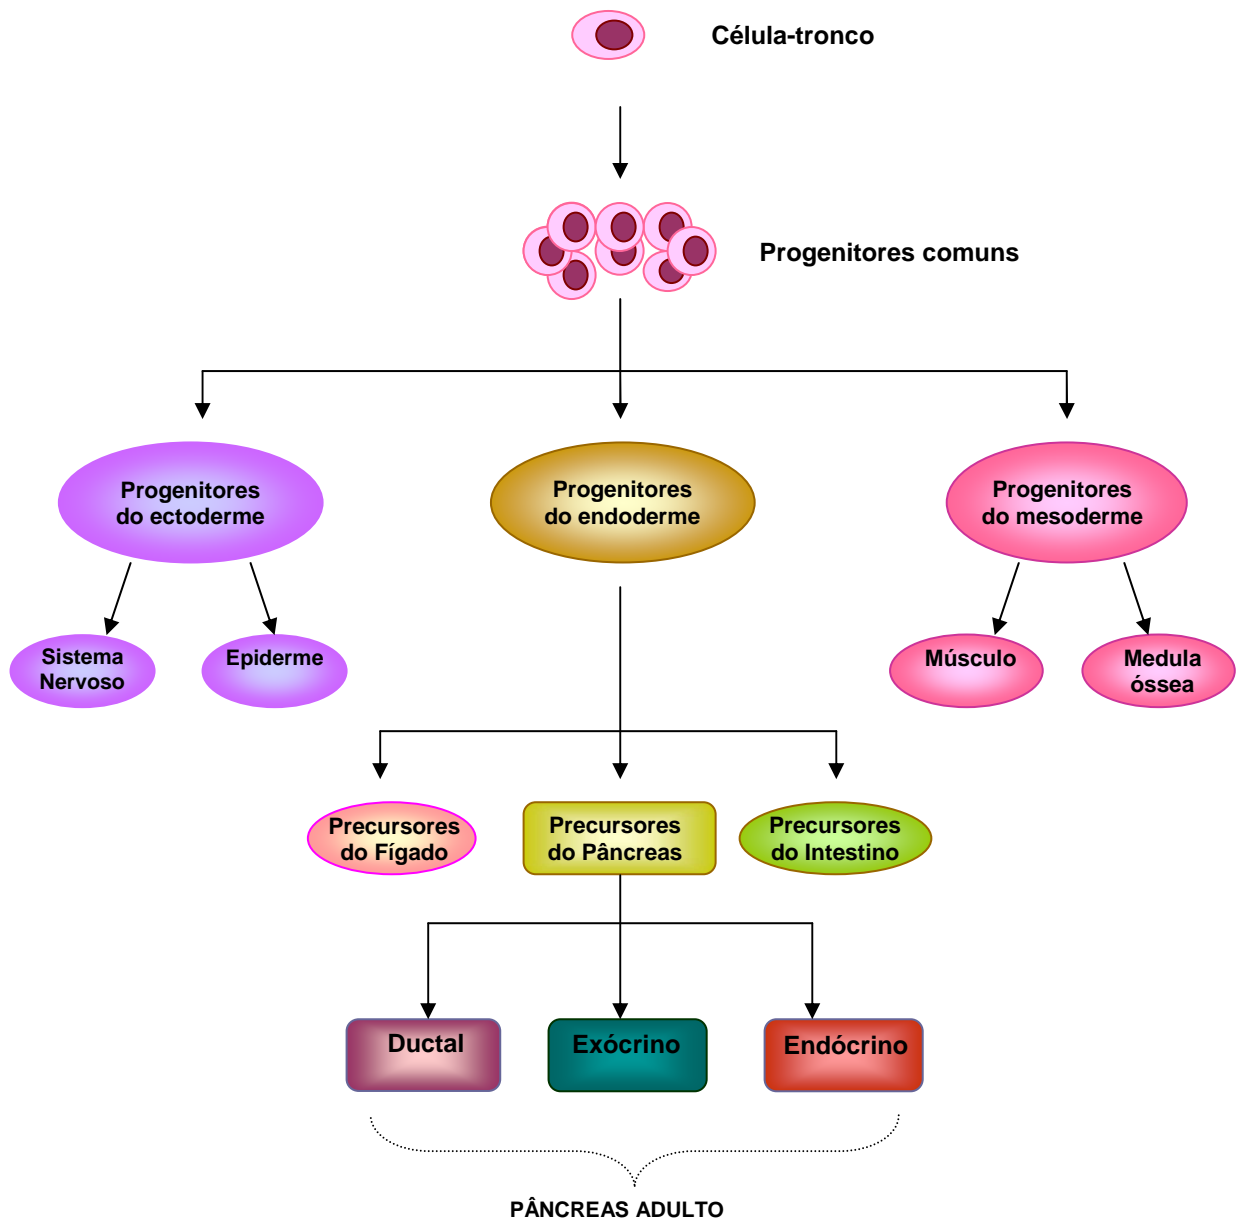 Célula-tronco
Progenitores comuns
Progenitores
do ectoderme
Progenitores
do endoderme
Progenitores
do mesoderme
Sistema
Nervoso
Epiderme
Músculo
Medula
óssea
Precursores
do Fígado
Precursores
do Pâncreas
Precursores
do Intestino
Ductal
Exócrino
Endócrino
PÂNCREAS ADULTO